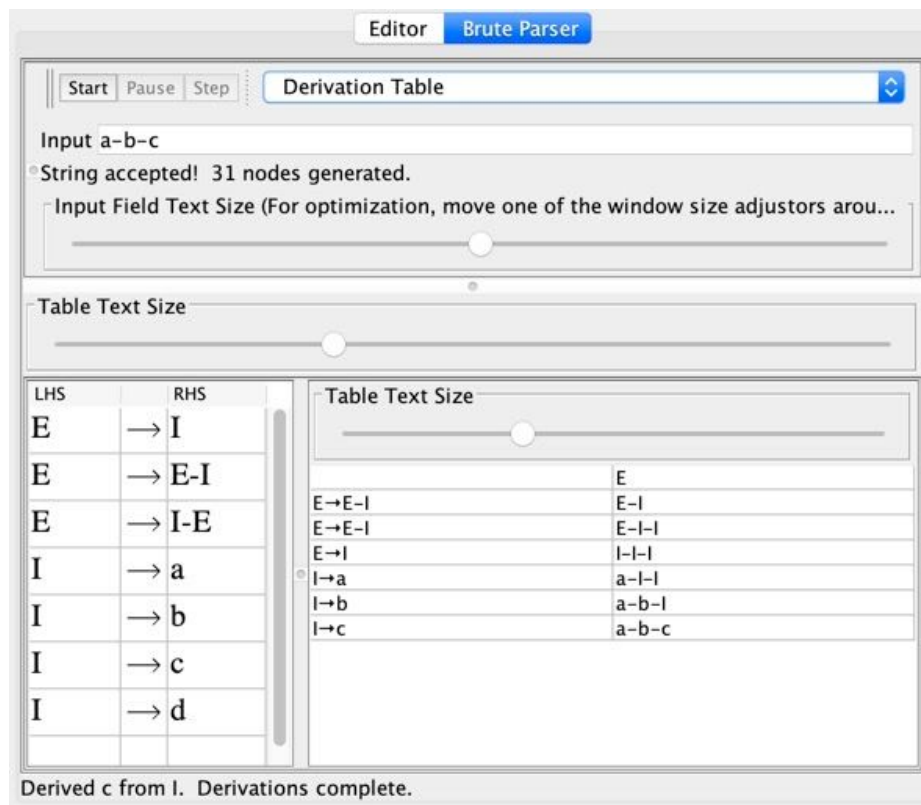 Editor Brute Parser
Start Pause Step Derivation Table
Input a-b-c
String accepted! 31 nodes generated.
Input Field Text Size (For optimization, move one of the window size adjustors arou...
Table Text Size
LHS RHS
E → I
E → E-I
E → I-E
I → a
I → b
I → c
I → d
Table Text Size
E
E→E-I E-I
E→E-I E-I-I
E→I I-I-I
I→a a-I-I
I→b a-b-I
I→c a-b-c
Derived c from I. Derivations complete.